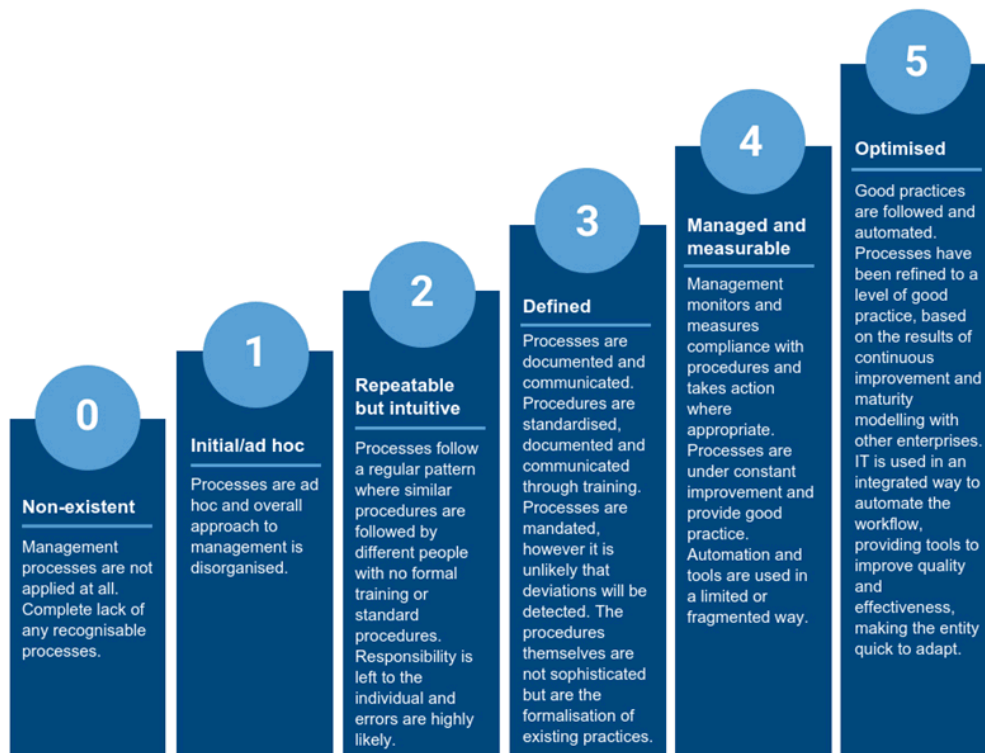 0
Non-existent
Management
processes are not
applied at all.
Complete lack of
any recognisable
processes.
1
Initial/ad hoc
Processes are ad
hoc and overall
approach to
management is
disorganised.
2
Repeatable
but intuitive
Processes follow
a regular pattern
where similar
procedures are
followed by
different people
with no formal
training or
standard
procedures.
Responsibility is
left to the
individual and
errors are highly
likely.
3
Defined
Processes are
documented and
communicated.
Procedures are
standardised,
documented and
communicated
through training.
Processes are
mandated,
however it is
unlikely that
deviations will be
detected. The
procedures
themselves are
not sophisticated
but are the
formalisation of
existing practices.
4
Managed and
measurable
Management
monitors and
measures
compliance with
procedures and
takes action
where
appropriate.
Processes are
under constant
improvement and
provide good
practice.
Automation and
tools are used in
a limited or
fragmented way.
5
Optimised
Good practices
are followed and
automated.
Processes have
been refined to a
level of good
practice, based
on the results of
continuous
improvement and
maturity
modelling with
other enterprises.
IT is used in an
integrated way to
automate the
workflow,
providing tools to
improve quality
and
effectiveness,
making the entity
quick to adapt.